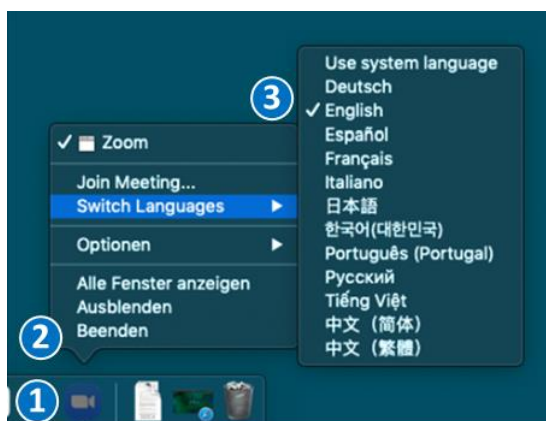 Use system language
Deutsch
3
✓ English
Español
Français
Italiano
日本語
한국어(대한민국)
Português (Portugal)
Русский
Tiếng Việt
中文（简体）
中文（繁體）
✓ Zoom
Join Meeting...
Switch Languages
Optionen
Alle Fenster anzeigen
Ausblenden
Beenden
2
1